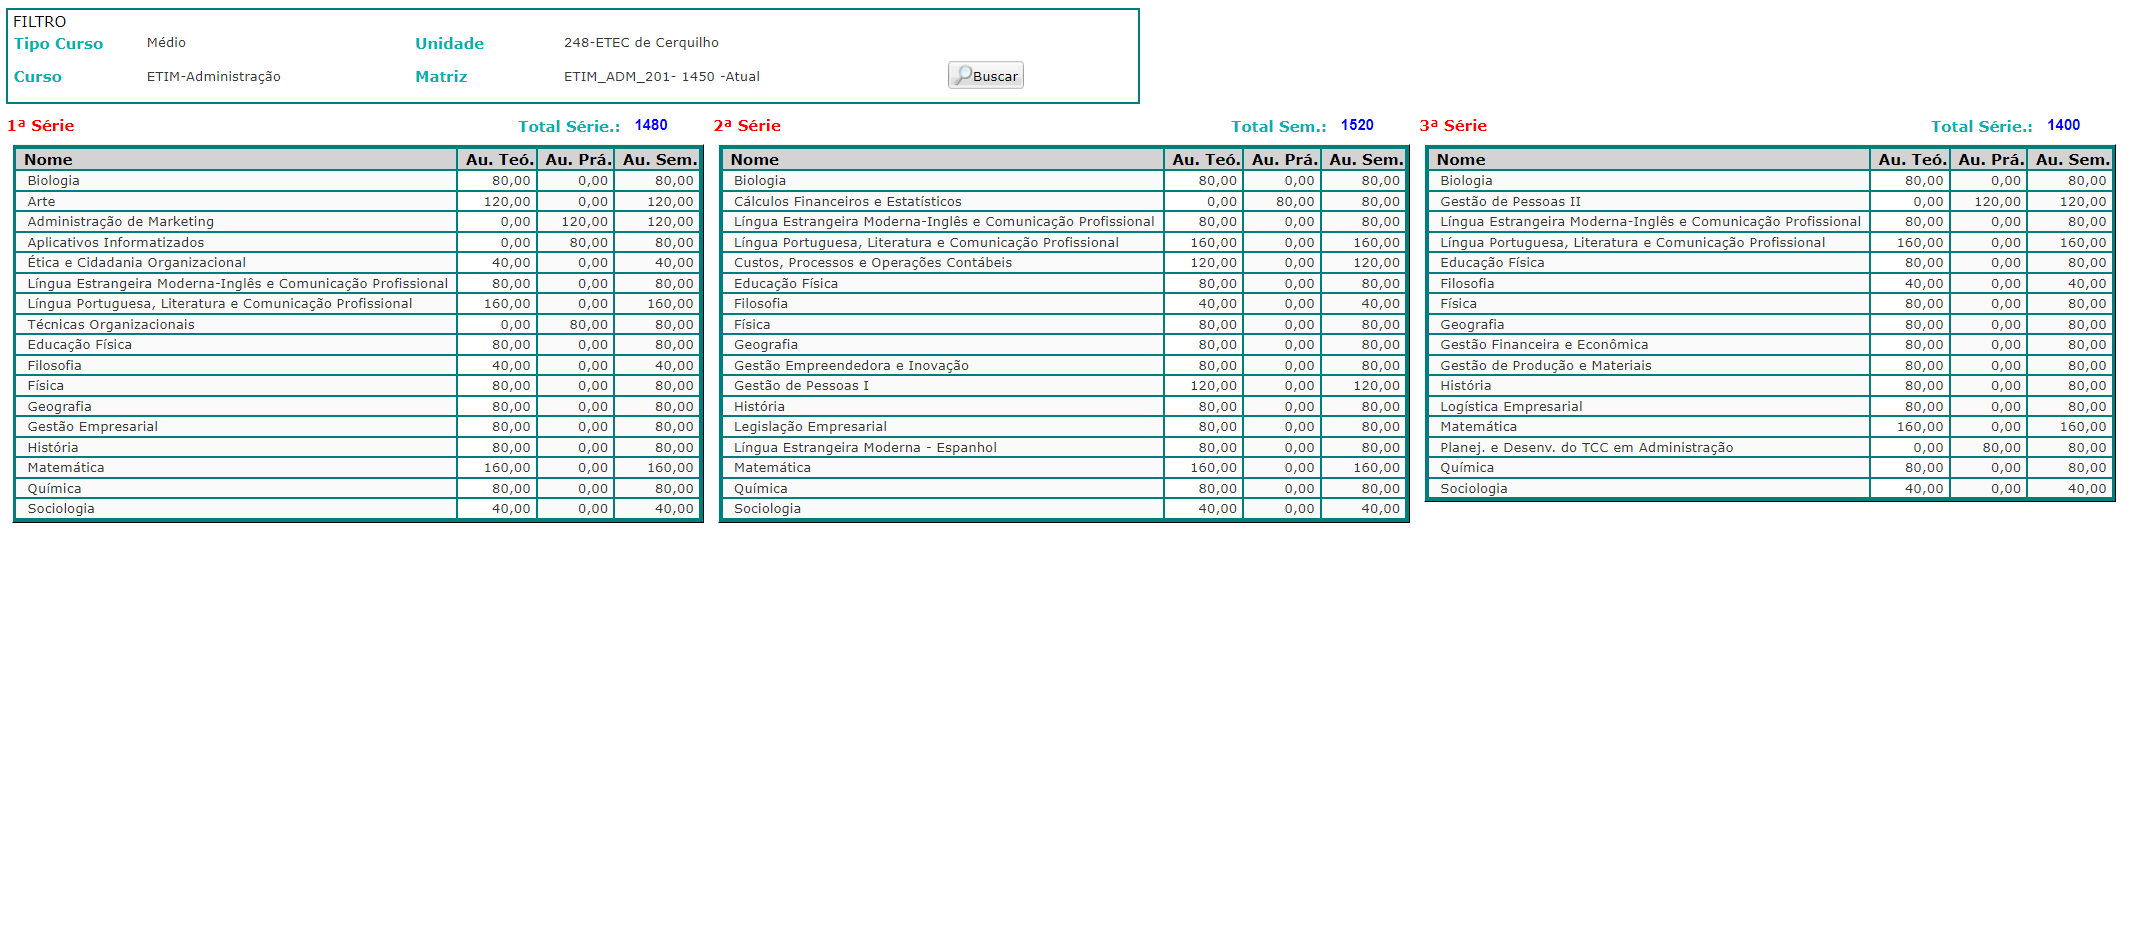 FILTRO
Tipo Curso Médio Unidade 248-ETEC de Cerquilho
Curso ETIM-Administração Matriz ETIM_ADM_201- 1450 -Atual Buscar
1ª Série Total Série.: 1480
Nome Au. Teó. Au. Prá. Au. Sem.
Biologia 80,00 0,00 80,00
Arte 120,00 0,00 120,00
Administração de Marketing 0,00 120,00 120,00
Aplicativos Informatizados 0,00 80,00 80,00
Ética e Cidadania Organizacional 40,00 0,00 40,00
Língua Estrangeira Moderna-Inglês e Comunicação Profissional 80,00 0,00 80,00
Língua Portuguesa, Literatura e Comunicação Profissional 160,00 0,00 160,00
Técnicas Organizacionais 0,00 80,00 80,00
Educação Física 80,00 0,00 80,00
Filosofia 40,00 0,00 40,00
Física 80,00 0,00 80,00
Geografia 80,00 0,00 80,00
Gestão Empresarial 80,00 0,00 80,00
História 80,00 0,00 80,00
Matemática 160,00 0,00 160,00
Química 80,00 0,00 80,00
Sociologia 40,00 0,00 40,00
2ª Série Total Sem.: 1520
Nome Au. Teó. Au. Prá. Au. Sem.
Biologia 80,00 0,00 80,00
Cálculos Financeiros e Estatísticos 0,00 80,00 80,00
Língua Estrangeira Moderna-Inglês e Comunicação Profissional 80,00 0,00 80,00
Língua Portuguesa, Literatura e Comunicação Profissional 160,00 0,00 160,00
Custos, Processos e Operações Contábeis 120,00 0,00 120,00
Educação Física 80,00 0,00 80,00
Filosofia 40,00 0,00 40,00
Física 80,00 0,00 80,00
Geografia 80,00 0,00 80,00
Gestão Empreendedora e Inovação 80,00 0,00 80,00
Gestão de Pessoas I 120,00 0,00 120,00
História 80,00 0,00 80,00
Legislação Empresarial 80,00 0,00 80,00
Língua Estrangeira Moderna - Espanhol 80,00 0,00 80,00
Matemática 160,00 0,00 160,00
Química 80,00 0,00 80,00
Sociologia 40,00 0,00 40,00
3ª Série Total Série.: 1400
Nome Au. Teó. Au. Prá. Au. Sem.
Biologia 80,00 0,00 80,00
Gestão de Pessoas II 0,00 120,00 120,00
Língua Estrangeira Moderna-Inglês e Comunicação Profissional 80,00 0,00 80,00
Língua Portuguesa, Literatura e Comunicação Profissional 160,00 0,00 160,00
Educação Física 80,00 0,00 80,00
Filosofia 40,00 0,00 40,00
Física 80,00 0,00 80,00
Geografia 80,00 0,00 80,00
Gestão Financeira e Econômica 80,00 0,00 80,00
Gestão de Produção e Materiais 80,00 0,00 80,00
História 80,00 0,00 80,00
Logística Empresarial 80,00 0,00 80,00
Matemática 160,00 0,00 160,00
Planej. e Desenv. do TCC em Administração 0,00 80,00 80,00
Química 80,00 0,00 80,00
Sociologia 40,00 0,00 40,00